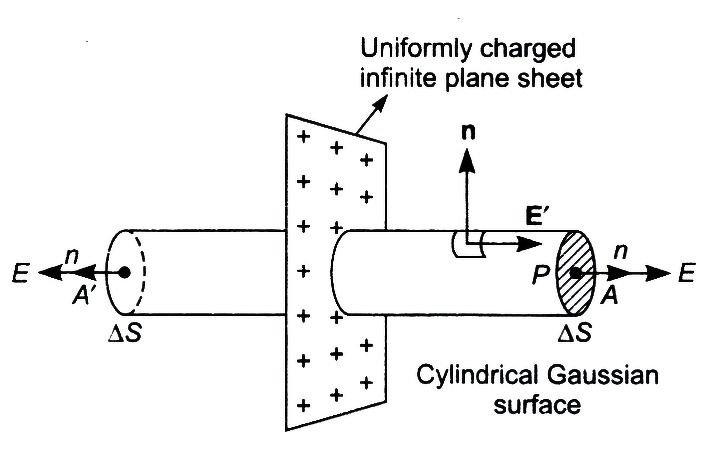 Uniformly charged
infinite plane sheet
n
E′
+ + +
+ + +
+ +
+
+ + +
+ + +
+
E n A′
P n A E
ΔS
ΔS
Cylindrical Gaussian
surface